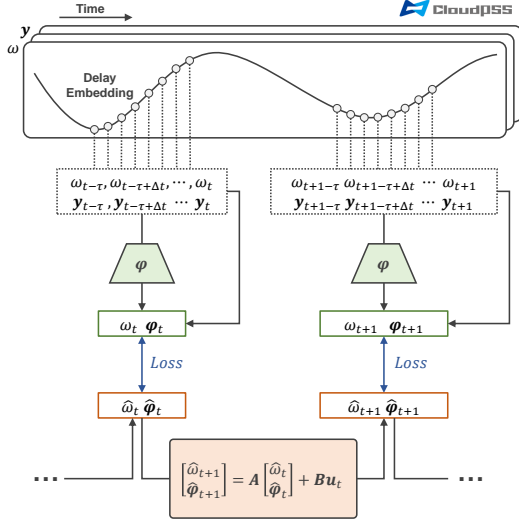 Time
CloudPSS
y
ω
Delay
Embedding
ω_{t−τ}, ω_{t−τ+Δt}, ⋯, ω_t
y_{t−τ}, y_{t−τ+Δt} ⋯ y_t
ω_{t+1−τ} ω_{t+1−τ+Δt} ⋯ ω_{t+1}
y_{t+1−τ} y_{t+1−τ+Δt} ⋯ y_{t+1}
φ
φ
ω_t φ_t
ω_{t+1} φ_{t+1}
Loss
Loss
ω̂_t φ̂_t
ω̂_{t+1} φ̂_{t+1}
⋯
[ω̂_{t+1} φ̂_{t+1}] = A [ω̂_t φ̂_t] + Bu_t
⋯